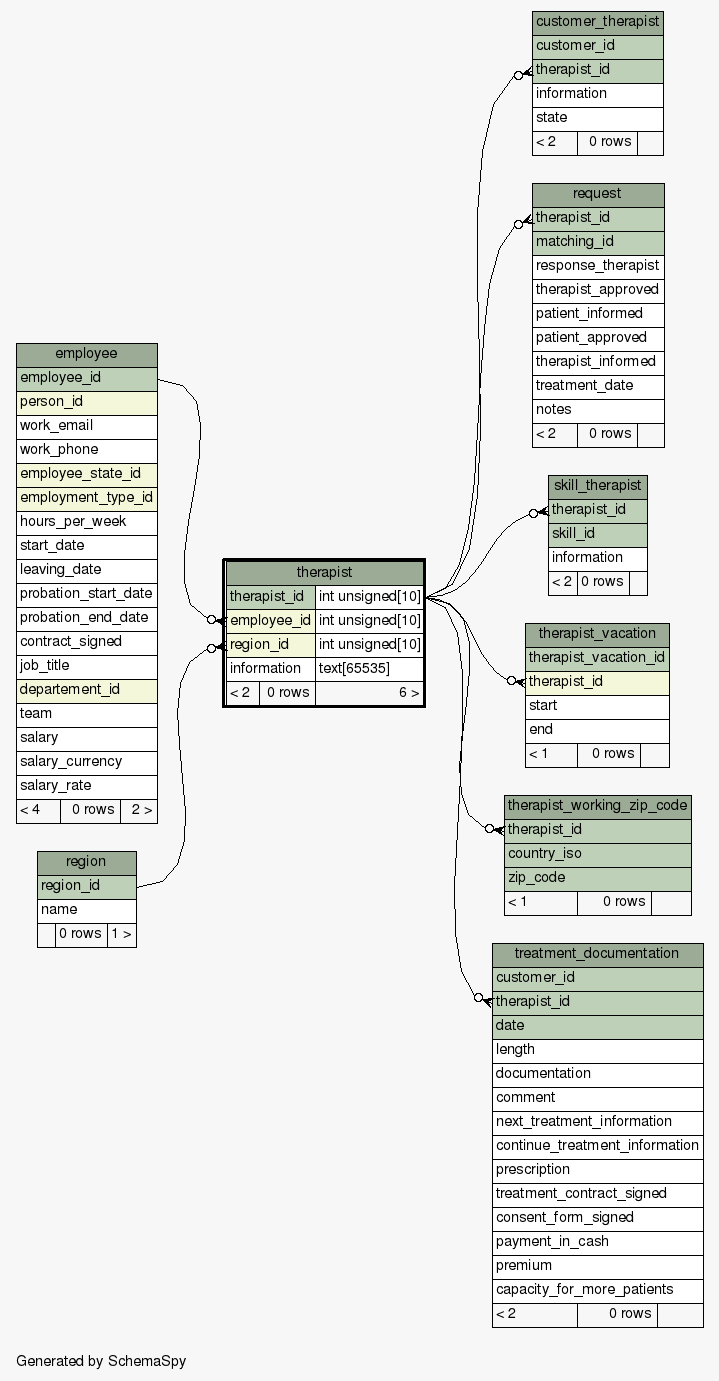 customer_therapist
customer_id
therapist_id
information
state
< 2 0 rows
request
therapist_id
matching_id
response_therapist
therapist_approved
patient_informed
patient_approved
therapist_informed
treatment_date
notes
< 2 0 rows
employee
employee_id
person_id
work_email
work_phone
employee_state_id
employment_type_id
hours_per_week
start_date
leaving_date
probation_start_date
probation_end_date
contract_signed
job_title
departement_id
team
salary
salary_currency
salary_rate
< 4 0 rows 2 >
skill_therapist
therapist_id
skill_id
information
< 2 0 rows
therapist
therapist_id int unsigned[10]
employee_id int unsigned[10]
region_id int unsigned[10]
information text[65535]
< 2 0 rows 6 >
therapist_vacation
therapist_vacation_id
therapist_id
start
end
< 1 0 rows
therapist_working_zip_code
therapist_id
country_iso
zip_code
< 1 0 rows
region
region_id
name
0 rows 1 >
treatment_documentation
customer_id
therapist_id
date
length
documentation
comment
next_treatment_information
continue_treatment_information
prescription
treatment_contract_signed
consent_form_signed
payment_in_cash
premium
capacity_for_more_patients
< 2 0 rows
Generated by SchemaSpy